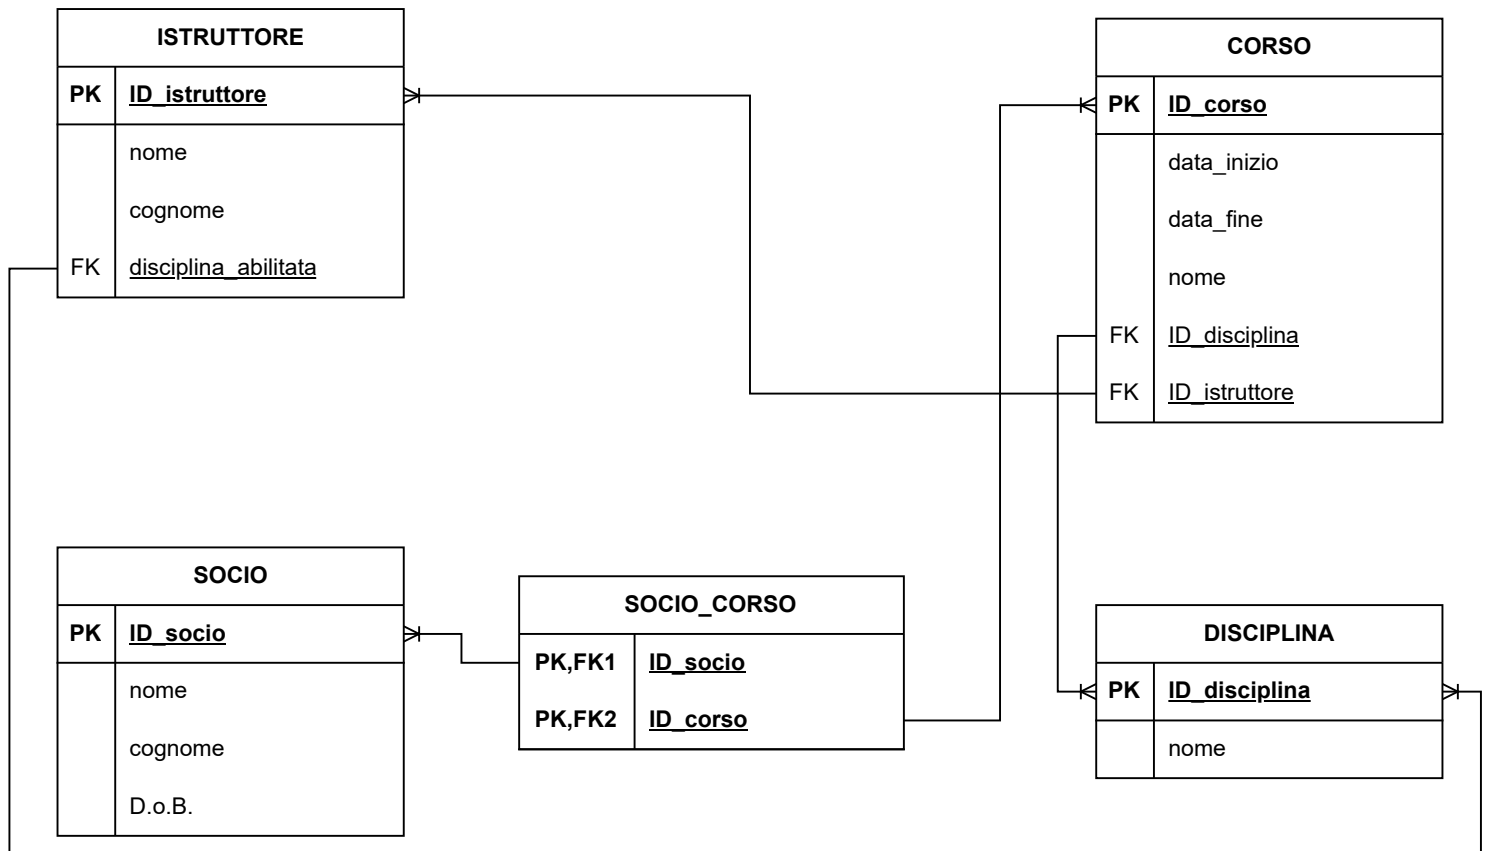 ISTRUTTORE
PK ID_istruttore
nome
cognome
FK disciplina_abilitata
CORSO
PK ID_corso
data_inizio
data_fine
nome
FK ID_disciplina
FK ID_istruttore
SOCIO
PK ID_socio
nome
cognome
D.o.B.
SOCIO_CORSO
PK,FK1 ID_socio
PK,FK2 ID_corso
DISCIPLINA
PK ID_disciplina
nome